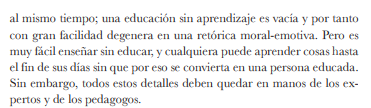 al mismo tiempo; una educación sin aprendizaje es vacía y por tanto
con gran facilidad degenera en una retórica moral-emotiva. Pero es
muy fácil enseñar sin educar, y cualquiera puede aprender cosas hasta
el fin de sus días sin que por eso se convierta en una persona educada.
Sin embargo, todos estos detalles deben quedar en manos de los ex-
pertos y de los pedagogos.